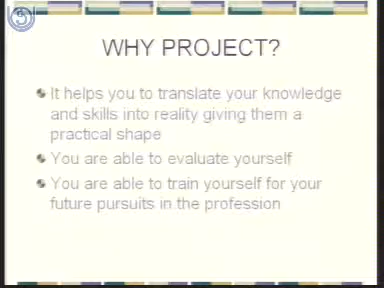 WHY PROJECT?
It helps you to translate your knowledge
and skills into reality giving them a
practical shape
You are able to evaluate yourself
You are able to train yourself for your
future pursuits in the profession